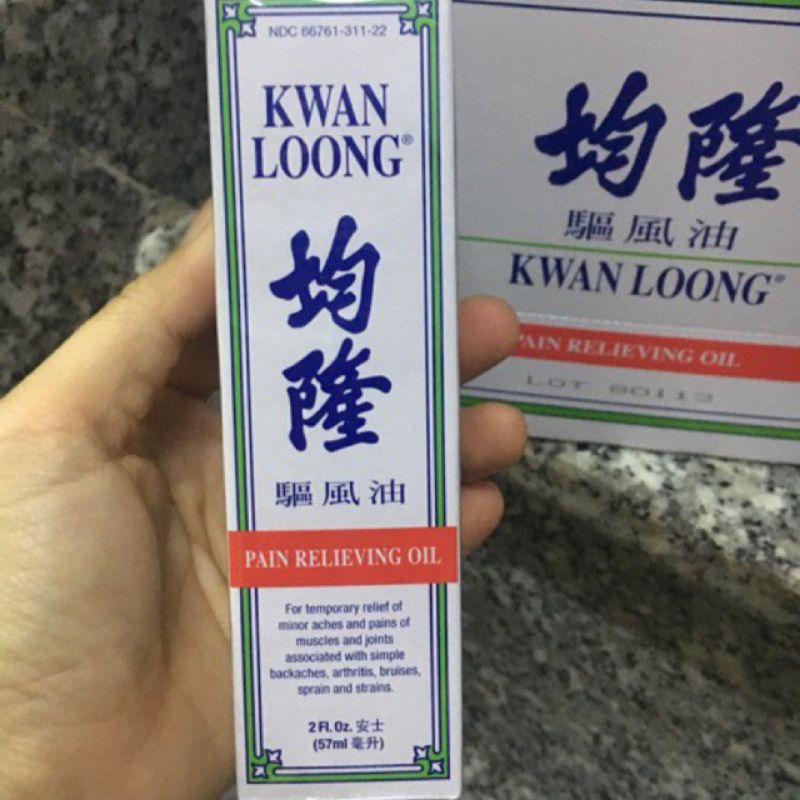 NDC 66761-311-22
KWAN
LOONG®
均
隆
驅風油
PAIN RELIEVING OIL
For temporary relief of
minor aches and pains of
muscles and joints
associated with simple
backaches, arthritis, bruises,
sprain and strains.
2 Fl. Oz. 安士
(57ml 毫升)
均隆
驅風油
KWAN LOONG®
PAIN RELIEVING OIL
LOT 80113